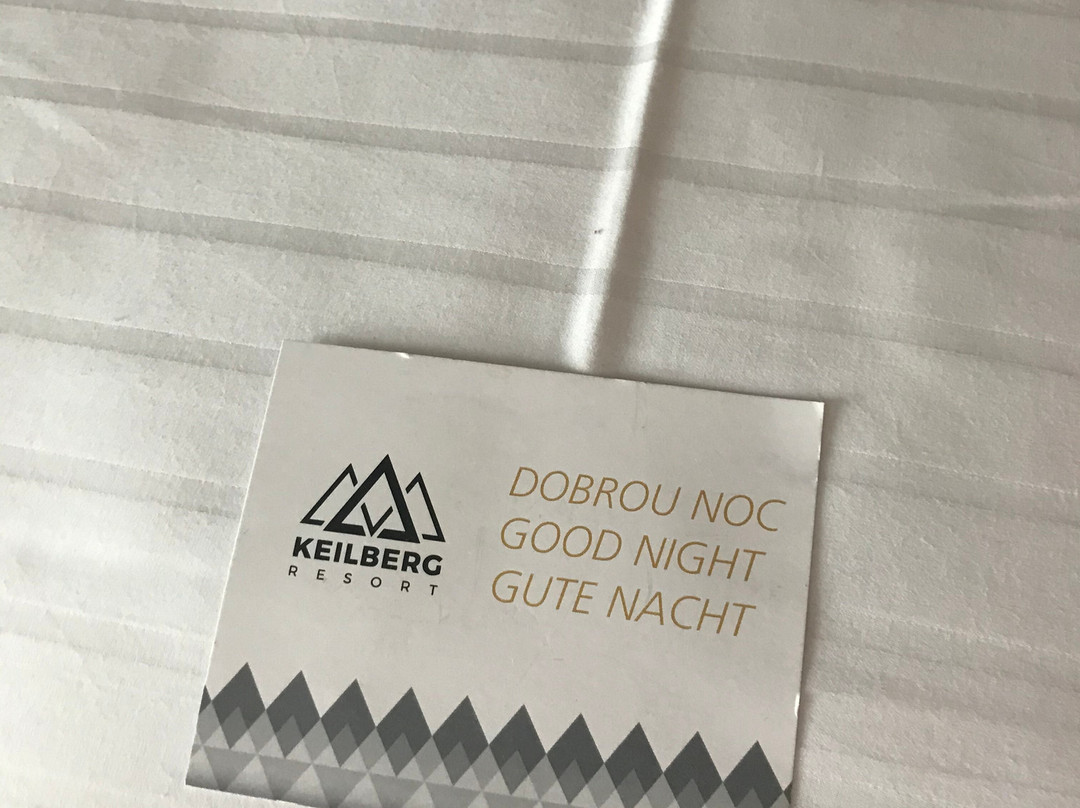 KEILBERG
RESORT
DOBROU NOC
GOOD NIGHT
GUTE NACHT